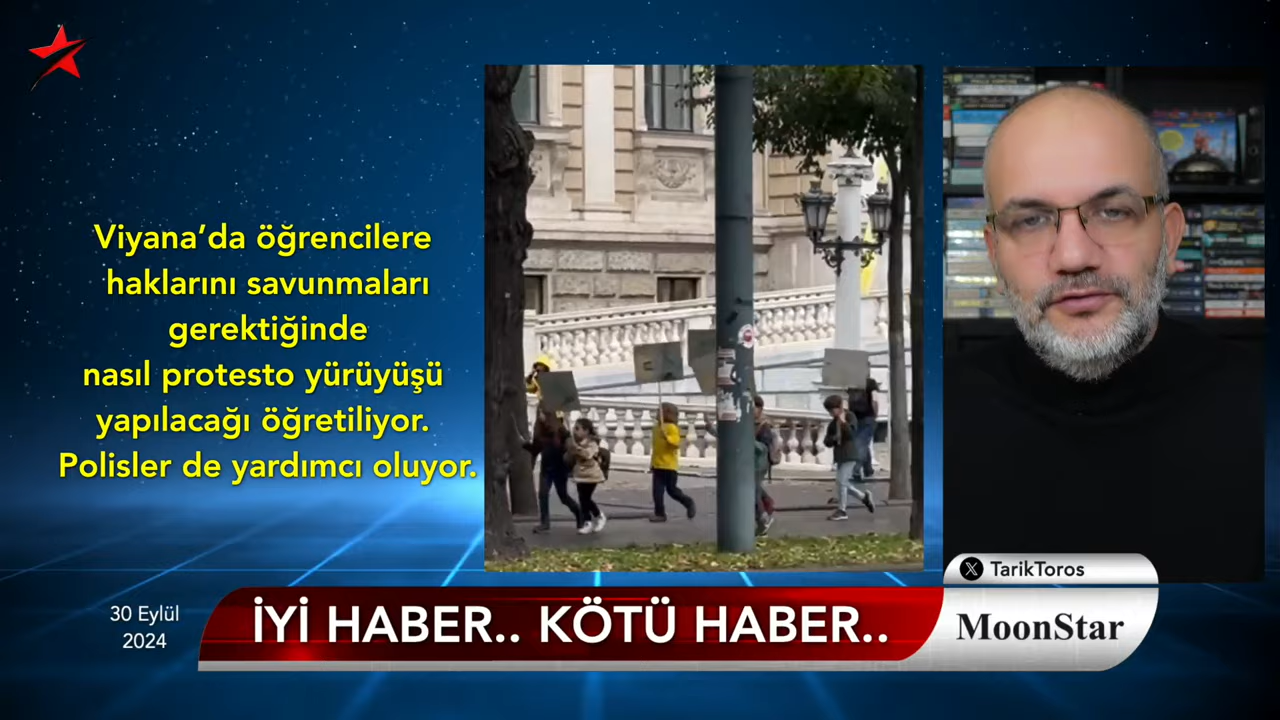 Viyana'da öğrencilere
haklarını savunmaları
gerektiğinde
nasıl protesto yürüyüşü
yapılacağı öğretiliyor.
Polisler de yardımcı oluyor.
TarikToros
30 Eylül
2024
İYİ HABER.. KÖTÜ HABER..
MoonStar